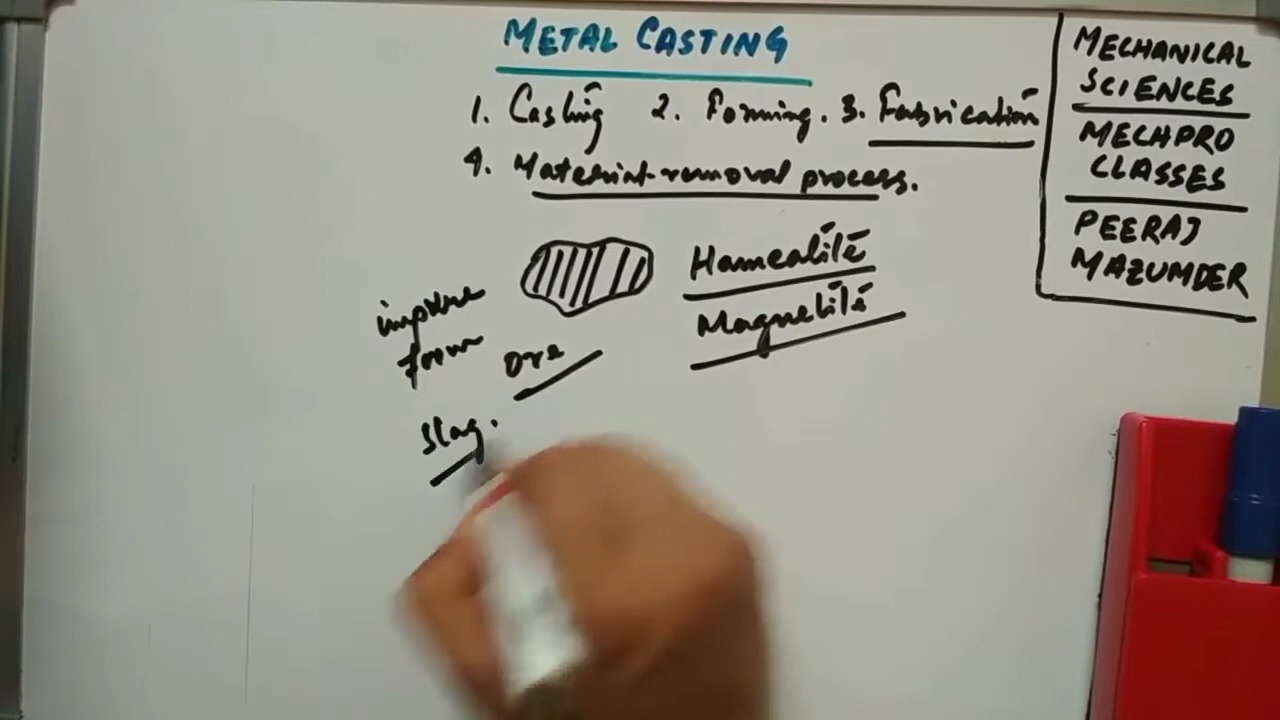 METAL CASTING
1. Casting 2. Forming. 3. Fabrication
4. Material-removal process.
Hameatite
Magnetite
impure
form
ore
slag.
MECHANICAL
SCIENCES
MECHPRO
CLASSES
PEERAJ
MAZUMDER